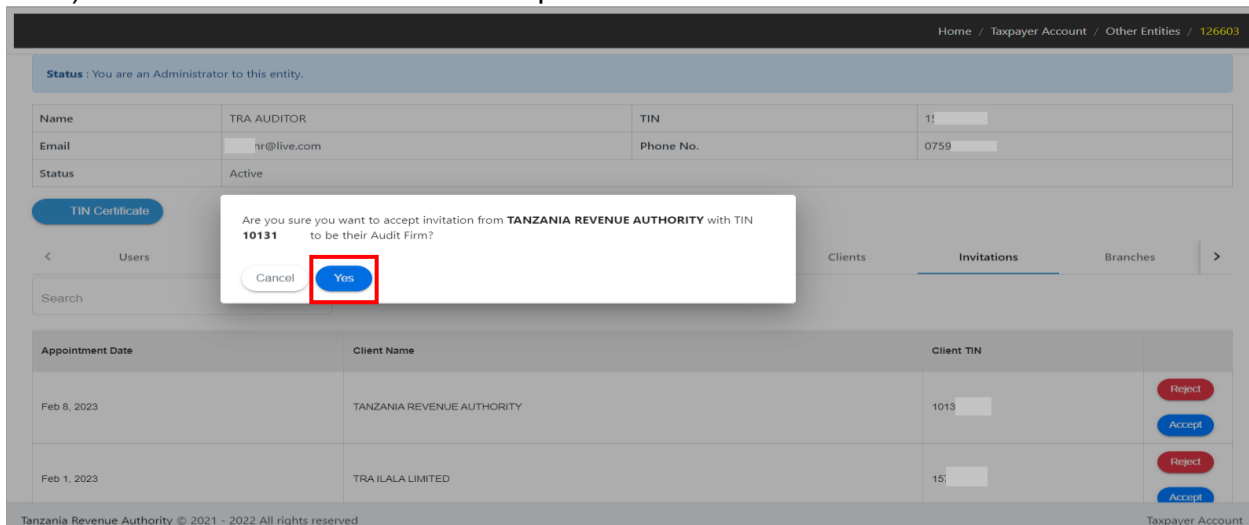 Home / Taxpayer Account / Other Entities / 126603
Status : You are an Administrator to this entity.
Name TRA AUDITOR TIN 1
Email nr@live.com Phone No. 0759
Status Active
TIN Certificate
Are you sure you want to accept invitation from TANZANIA REVENUE AUTHORITY with TIN
10131 to be their Audit Firm?
Cancel Yes
< Users Clients Invitations Branches >
Search
Appointment Date Client Name Client TIN
Reject
Feb 8, 2023 TANZANIA REVENUE AUTHORITY 1013
Accept
Reject
Feb 1, 2023 TRA ILALA LIMITED 15
Accept
Tanzania Revenue Authority © 2021 - 2022 All rights reserved Taxpayer Account